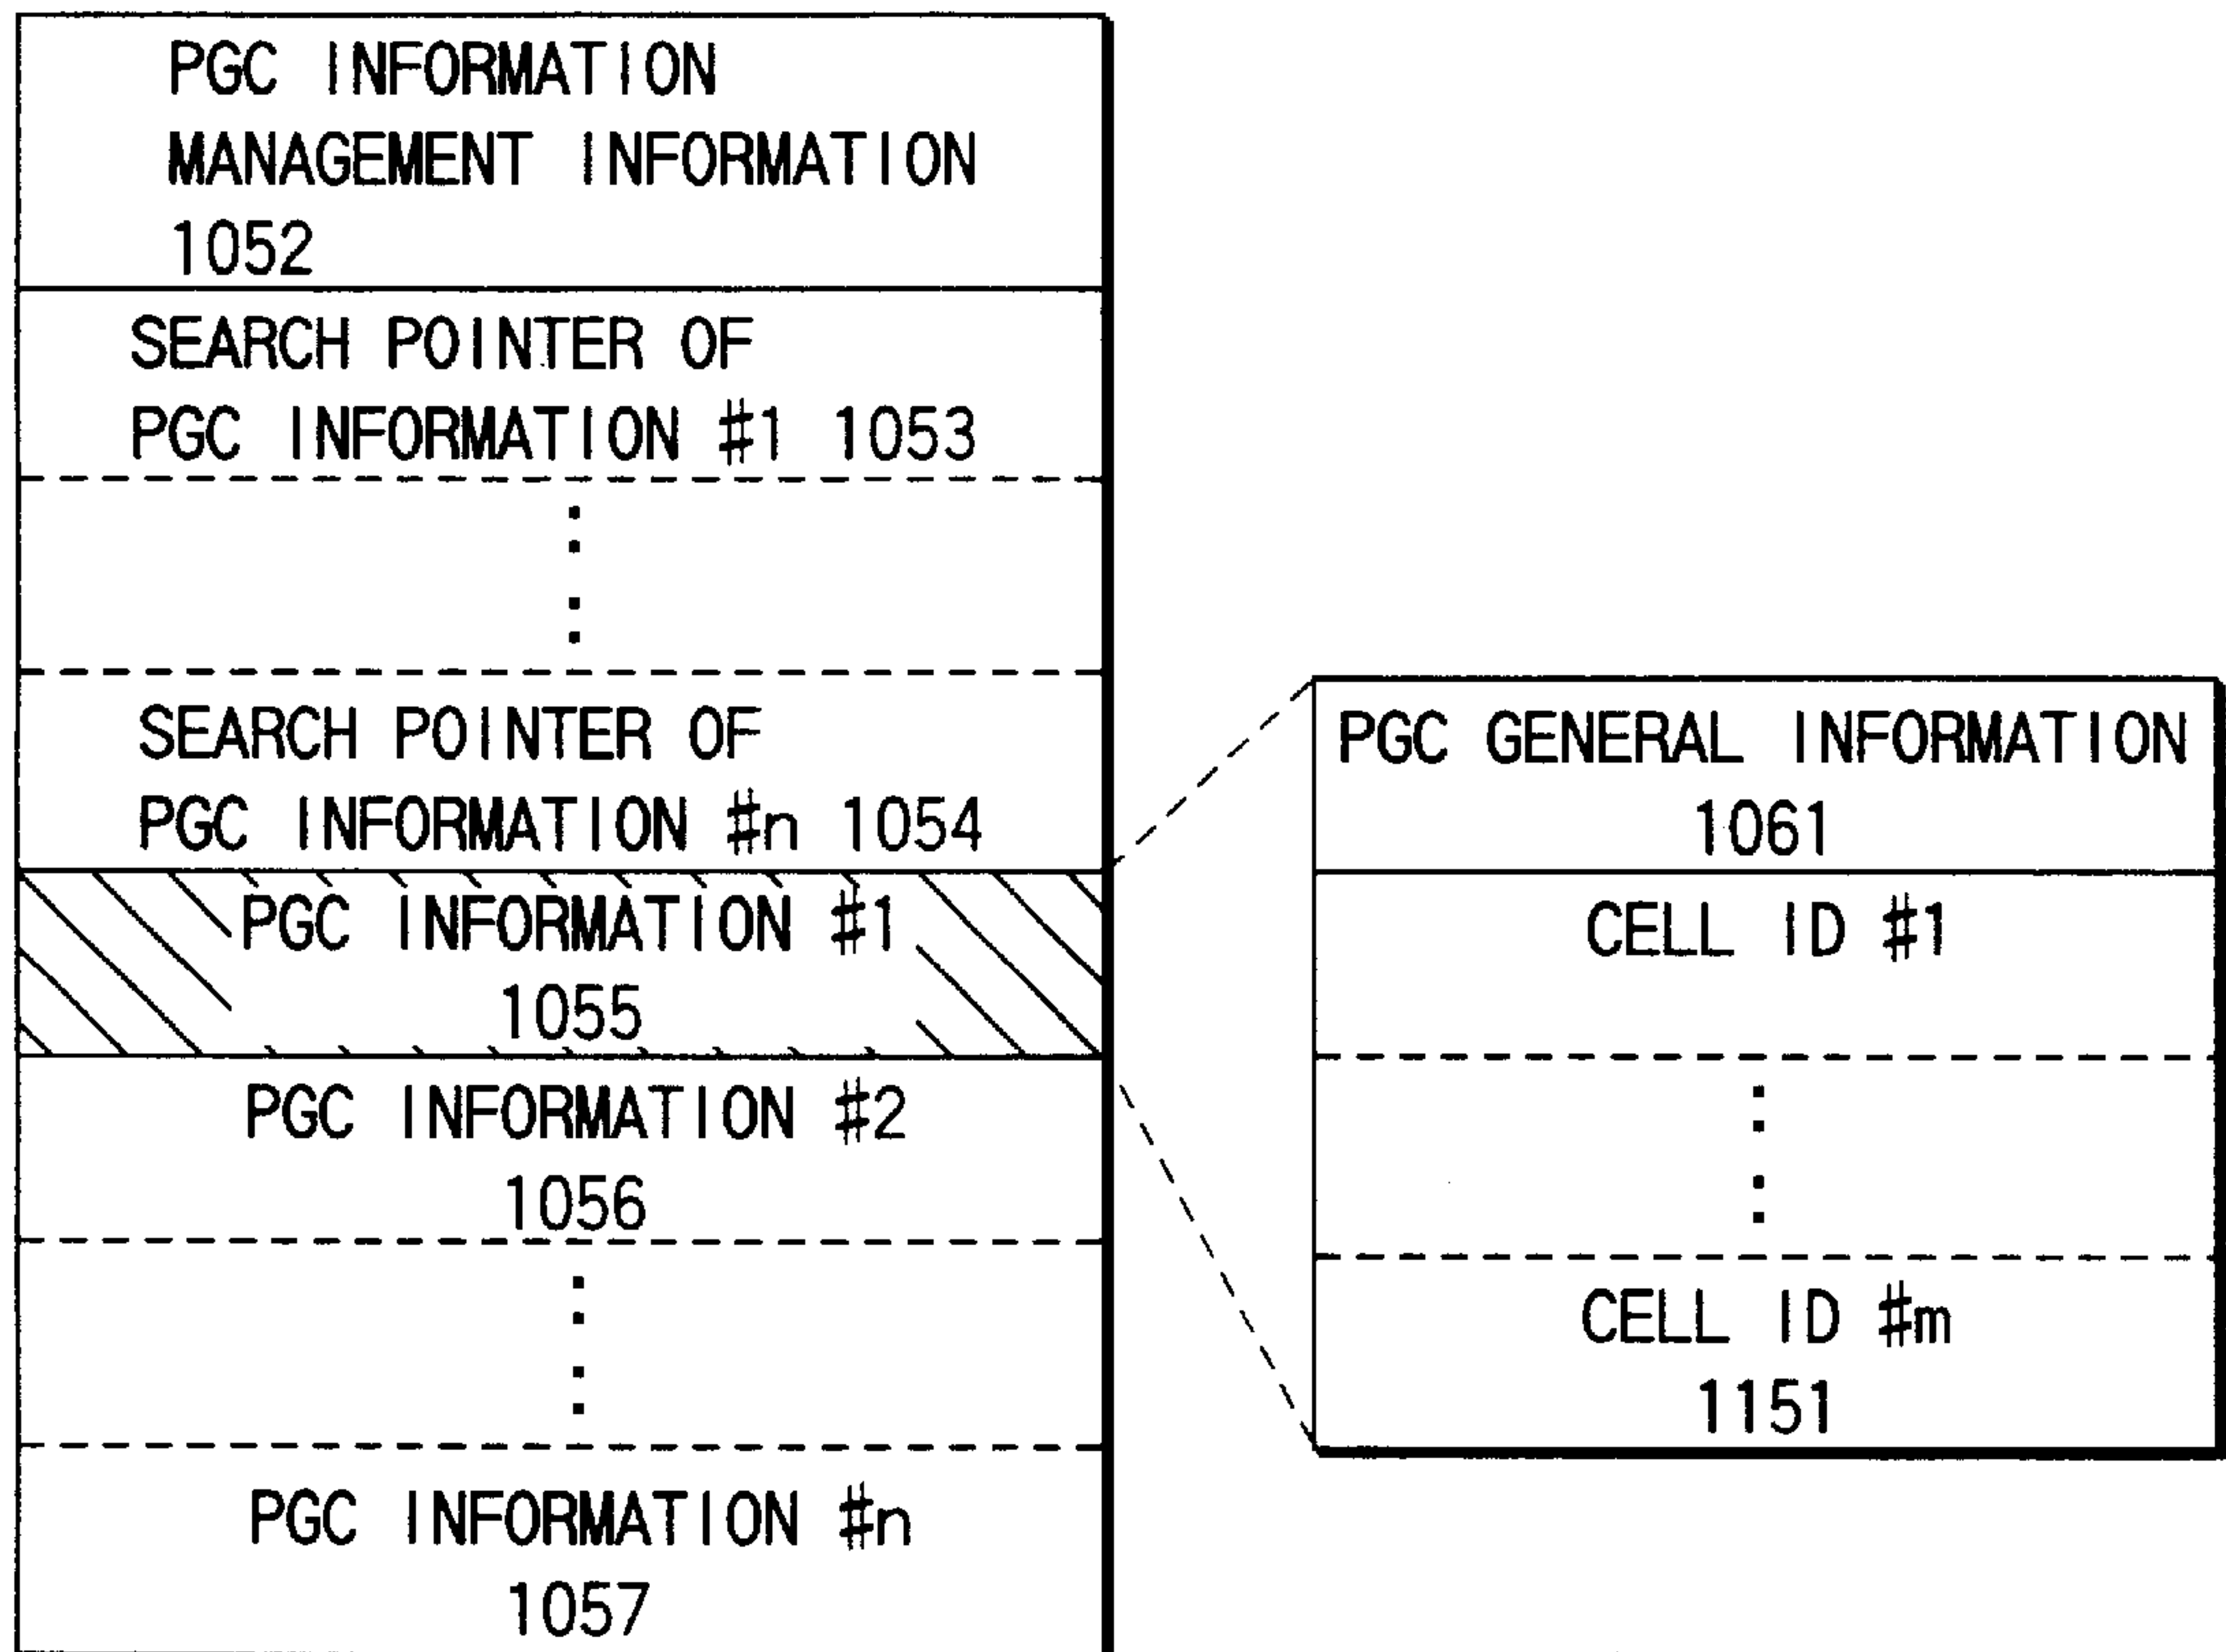 PGC INFORMATION
MANAGEMENT INFORMATION
1052
SEARCH POINTER OF
PGC INFORMATION #1 1053
SEARCH POINTER OF
PGC INFORMATION #n 1054
PGC INFORMATION #1
1055
PGC INFORMATION #2
1056
PGC INFORMATION #n
1057
PGC GENERAL INFORMATION
1061
CELL ID #1
CELL ID #m
1151